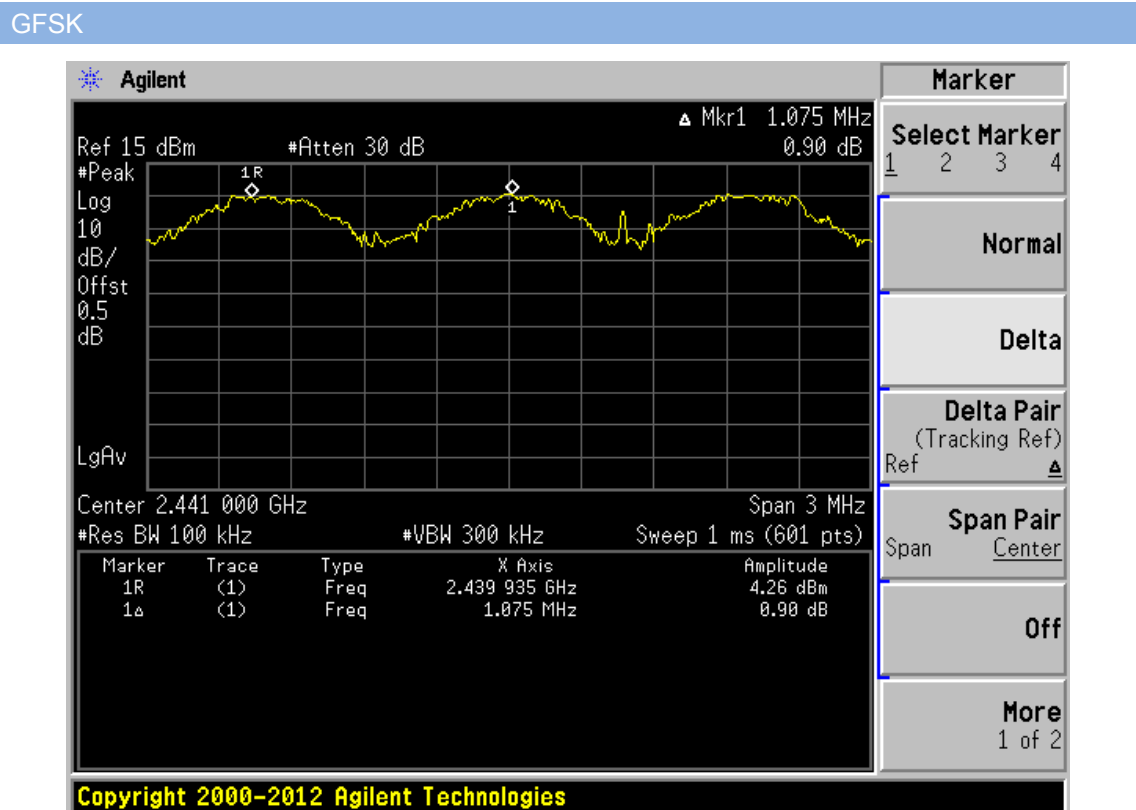 GFSK
Agilent
Marker
Δ Mkr1 1.075 MHz
Ref 15 dBm #Atten 30 dB 0.90 dB
#Peak
Log
10
dB/
Offst
0.5
dB
LgAv
1R
1
Center 2.441 000 GHz Span 3 MHz
#Res BW 100 kHz #VBW 300 kHz Sweep 1 ms (601 pts)
Marker Trace Type X Axis Amplitude
1R (1) Freq 2.439 935 GHz 4.26 dBm
1Δ (1) Freq 1.075 MHz 0.90 dB
Select Marker
1 2 3 4
Normal
Delta
Delta Pair
(Tracking Ref)
Ref Δ
Span Pair
Span Center
Off
More
1 of 2
Copyright 2000-2012 Agilent Technologies